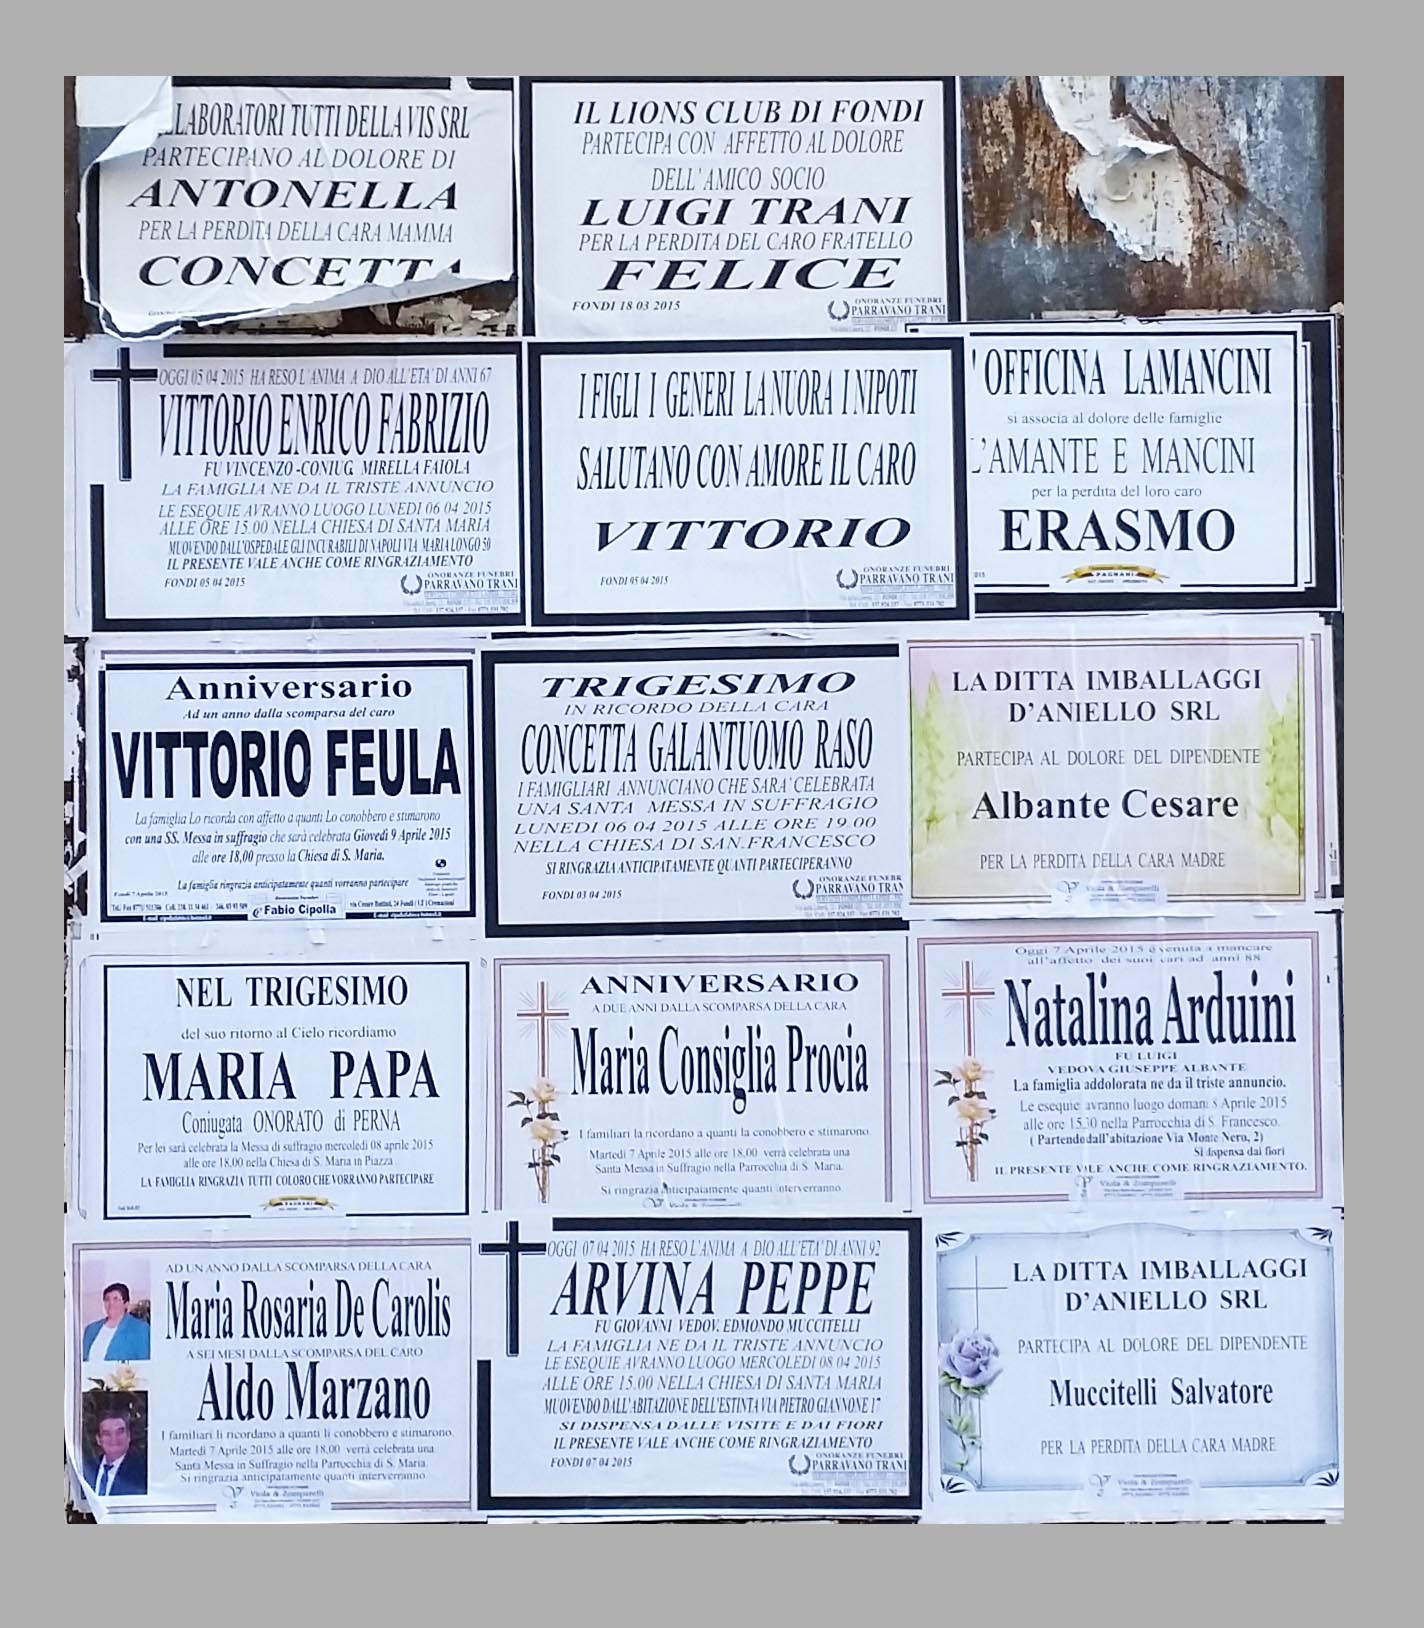 LLABORATORI TUTTI DELLA VIS SRL
PARTECIPANO AL DOLORE DI
ANTONELLA
PER LA PERDITA DELLA CARA MAMMA
CONCETTA
IL LIONS CLUB DI FONDI
PARTECIPA CON AFFETTO AL DOLORE
DELL'AMICO SOCIO
LUIGI TRANI
PER LA PERDITA DEL CARO FRATELLO
FELICE
FONDI 18 03 2015
ONORANZE FUNEBRI
PARRAVANO TRANI
OGGI 05 04 2015 HA RESO L'ANIMA A DIO ALL'ETA' DI ANNI 67
VITTORIO ENRICO FABRIZIO
FU VINCENZO -CONIUG. MIRELLA FAIOLA
LA FAMIGLIA NE DA IL TRISTE ANNUNCIO
LE ESEQUIE AVRANNO LUOGO LUNEDI 06 04 2015
ALLE ORE 15.00 NELLA CHIESA DI SANTA MARIA
MUOVENDO DALL'OSPEDALE GLI INCURABILI DI NAPOLI VIA MARIA LONGO 50
IL PRESENTE VALE ANCHE COME RINGRAZIAMENTO
FONDI 05 04 2015
ONORANZE FUNEBRI
PARRAVANO TRANI
I FIGLI I GENERI LA NUORA I NIPOTI
SALUTANO CON AMORE IL CARO
VITTORIO
FONDI 05 04 2015
ONORANZE FUNEBRI
PARRAVANO TRANI
' OFFICINA LAMANCINI
si associa al dolore delle famiglie
L'AMANTE E MANCINI
per la perdita del loro caro
ERASMO
PAGNANI
Anniversario
Ad un anno dalla scomparsa del caro
VITTORIO FEULA
La famiglia Lo ricorda con affetto a quanti Lo conobbero e stimarono
con una SS. Messa in suffragio che sarà celebrata Giovedì 9 Aprile 2015
alle ore 18,00 presso la Chiesa di S. Maria.
La famiglia ringrazia anticipatamente quanti vorranno partecipare
Fondi 7 Aprile 2015
Fabio Cipolla
TRIGESIMO
IN RICORDO DELLA CARA
CONCETTA GALANTUOMO RASO
I FAMIGLIARI ANNUNCIANO CHE SARA' CELEBRATA
UNA SANTA MESSA IN SUFFRAGIO
LUNEDI 06 04 2015 ALLE ORE 19.00
NELLA CHIESA DI SAN.FRANCESCO
SI RINGRAZIA ANTICIPATAMENTE QUANTI PARTECIPERANNO
FONDI 03 04 2015
ONORANZE FUNEBRI
PARRAVANO TRAN
LA DITTA IMBALLAGGI
D'ANIELLO SRL
PARTECIPA AL DOLORE DEL DIPENDENTE
Albante Cesare
PER LA PERDITA DELLA CARA MADRE
Viola & Zomparelli
NEL TRIGESIMO
del suo ritorno al Cielo ricordiamo
MARIA PAPA
Coniugata ONORATO di PERNA
Per lei sarà celebrata la Messa di suffragio mercoledì 08 aprile 2015
alle ore 18,00 nella Chiesa di S. Maria in Piazza
LA FAMIGLIA RINGRAZIA TUTTI COLORO CHE VORRANNO PARTECIPARE
PAGNANI
ANNIVERSARIO
A DUE ANNI DALLA SCOMPARSA DELLA CARA
Maria Consiglia Procia
I familiari la ricordano a quanti la conobbero e stimarono.
Martedì 7 Aprile 2015 alle ore 18,00 verrà celebrata una
Santa Messa in Suffragio nella Parrocchia di S. Maria.
Si ringrazia anticipatamente quanti interverranno.
Oggi 7 Aprile 2015 è venuta a mancare
all'affetto dei suoi cari ad anni 88
Natalina Arduini
FU LUIGI
VEDOVA GIUSEPPE ALBANTE
La famiglia addolorata ne da il triste annuncio.
Le esequie avranno luogo domani 8 Aprile 2015
alle ore 15.30 nella Parrocchia di S. Francesco.
( Partendo dall'abitazione Via Monte Nero, 2)
Si dispensa dai fiori
IL PRESENTE VALE ANCHE COME RINGRAZIAMENTO.
Viola & Zomparelli
AD UN ANNO DALLA SCOMPARSA DELLA CARA
Maria Rosaria De Carolis
A SEI MESI DALLA SCOMPARSA DEL CARO
Aldo Marzano
I familiari li ricordano a quanti li conobbero e stimarono.
Martedì 7 Aprile 2015 alle ore 18,00 verrà celebrata una
Santa Messa in Suffragio nella Parrocchia di S. Maria.
Si ringrazia anticipatamente quanti interverranno.
Viola & Zomparelli
OGGI 07 04 2015 HA RESO L'ANIMA A DIO ALL'ETA' DI ANNI 92
ARVINA PEPPE
FU GIOVANNI VEDOV. EDMONDO MUCCITELLI
LA FAMIGLIA NE DA IL TRISTE ANNUNCIO
LE ESEQUIE AVRANNO LUOGO MERCOLEDI 08 04 2015
ALLE ORE 15.00 NELLA CHIESA DI SANTA MARIA
MUOVENDO DALL'ABITAZIONE DELL'ESTINTA VIA PIETRO GIANNONE 17
SI DISPENSA DALLE VISITE E DAI FIORI
IL PRESENTE VALE ANCHE COME RINGRAZIAMENTO
FONDI 07 04 2015
ONORANZE FUNEBRI
PARRAVANO TRANI
LA DITTA IMBALLAGGI
D'ANIELLO SRL
PARTECIPA AL DOLORE DEL DIPENDENTE
Muccitelli Salvatore
PER LA PERDITA DELLA CARA MADRE
Viola & Zomparelli